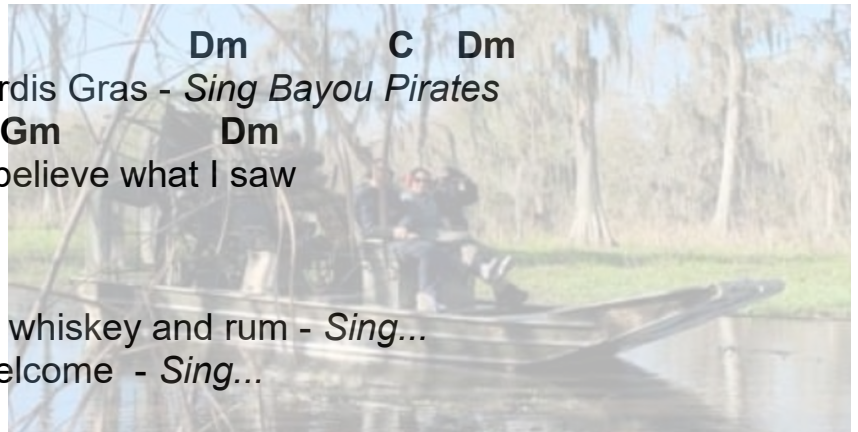 Dm C Dm
rdis Gras - Sing Bayou Pirates
Gm Dm
believe what I saw
whiskey and rum - Sing...
elcome - Sing...